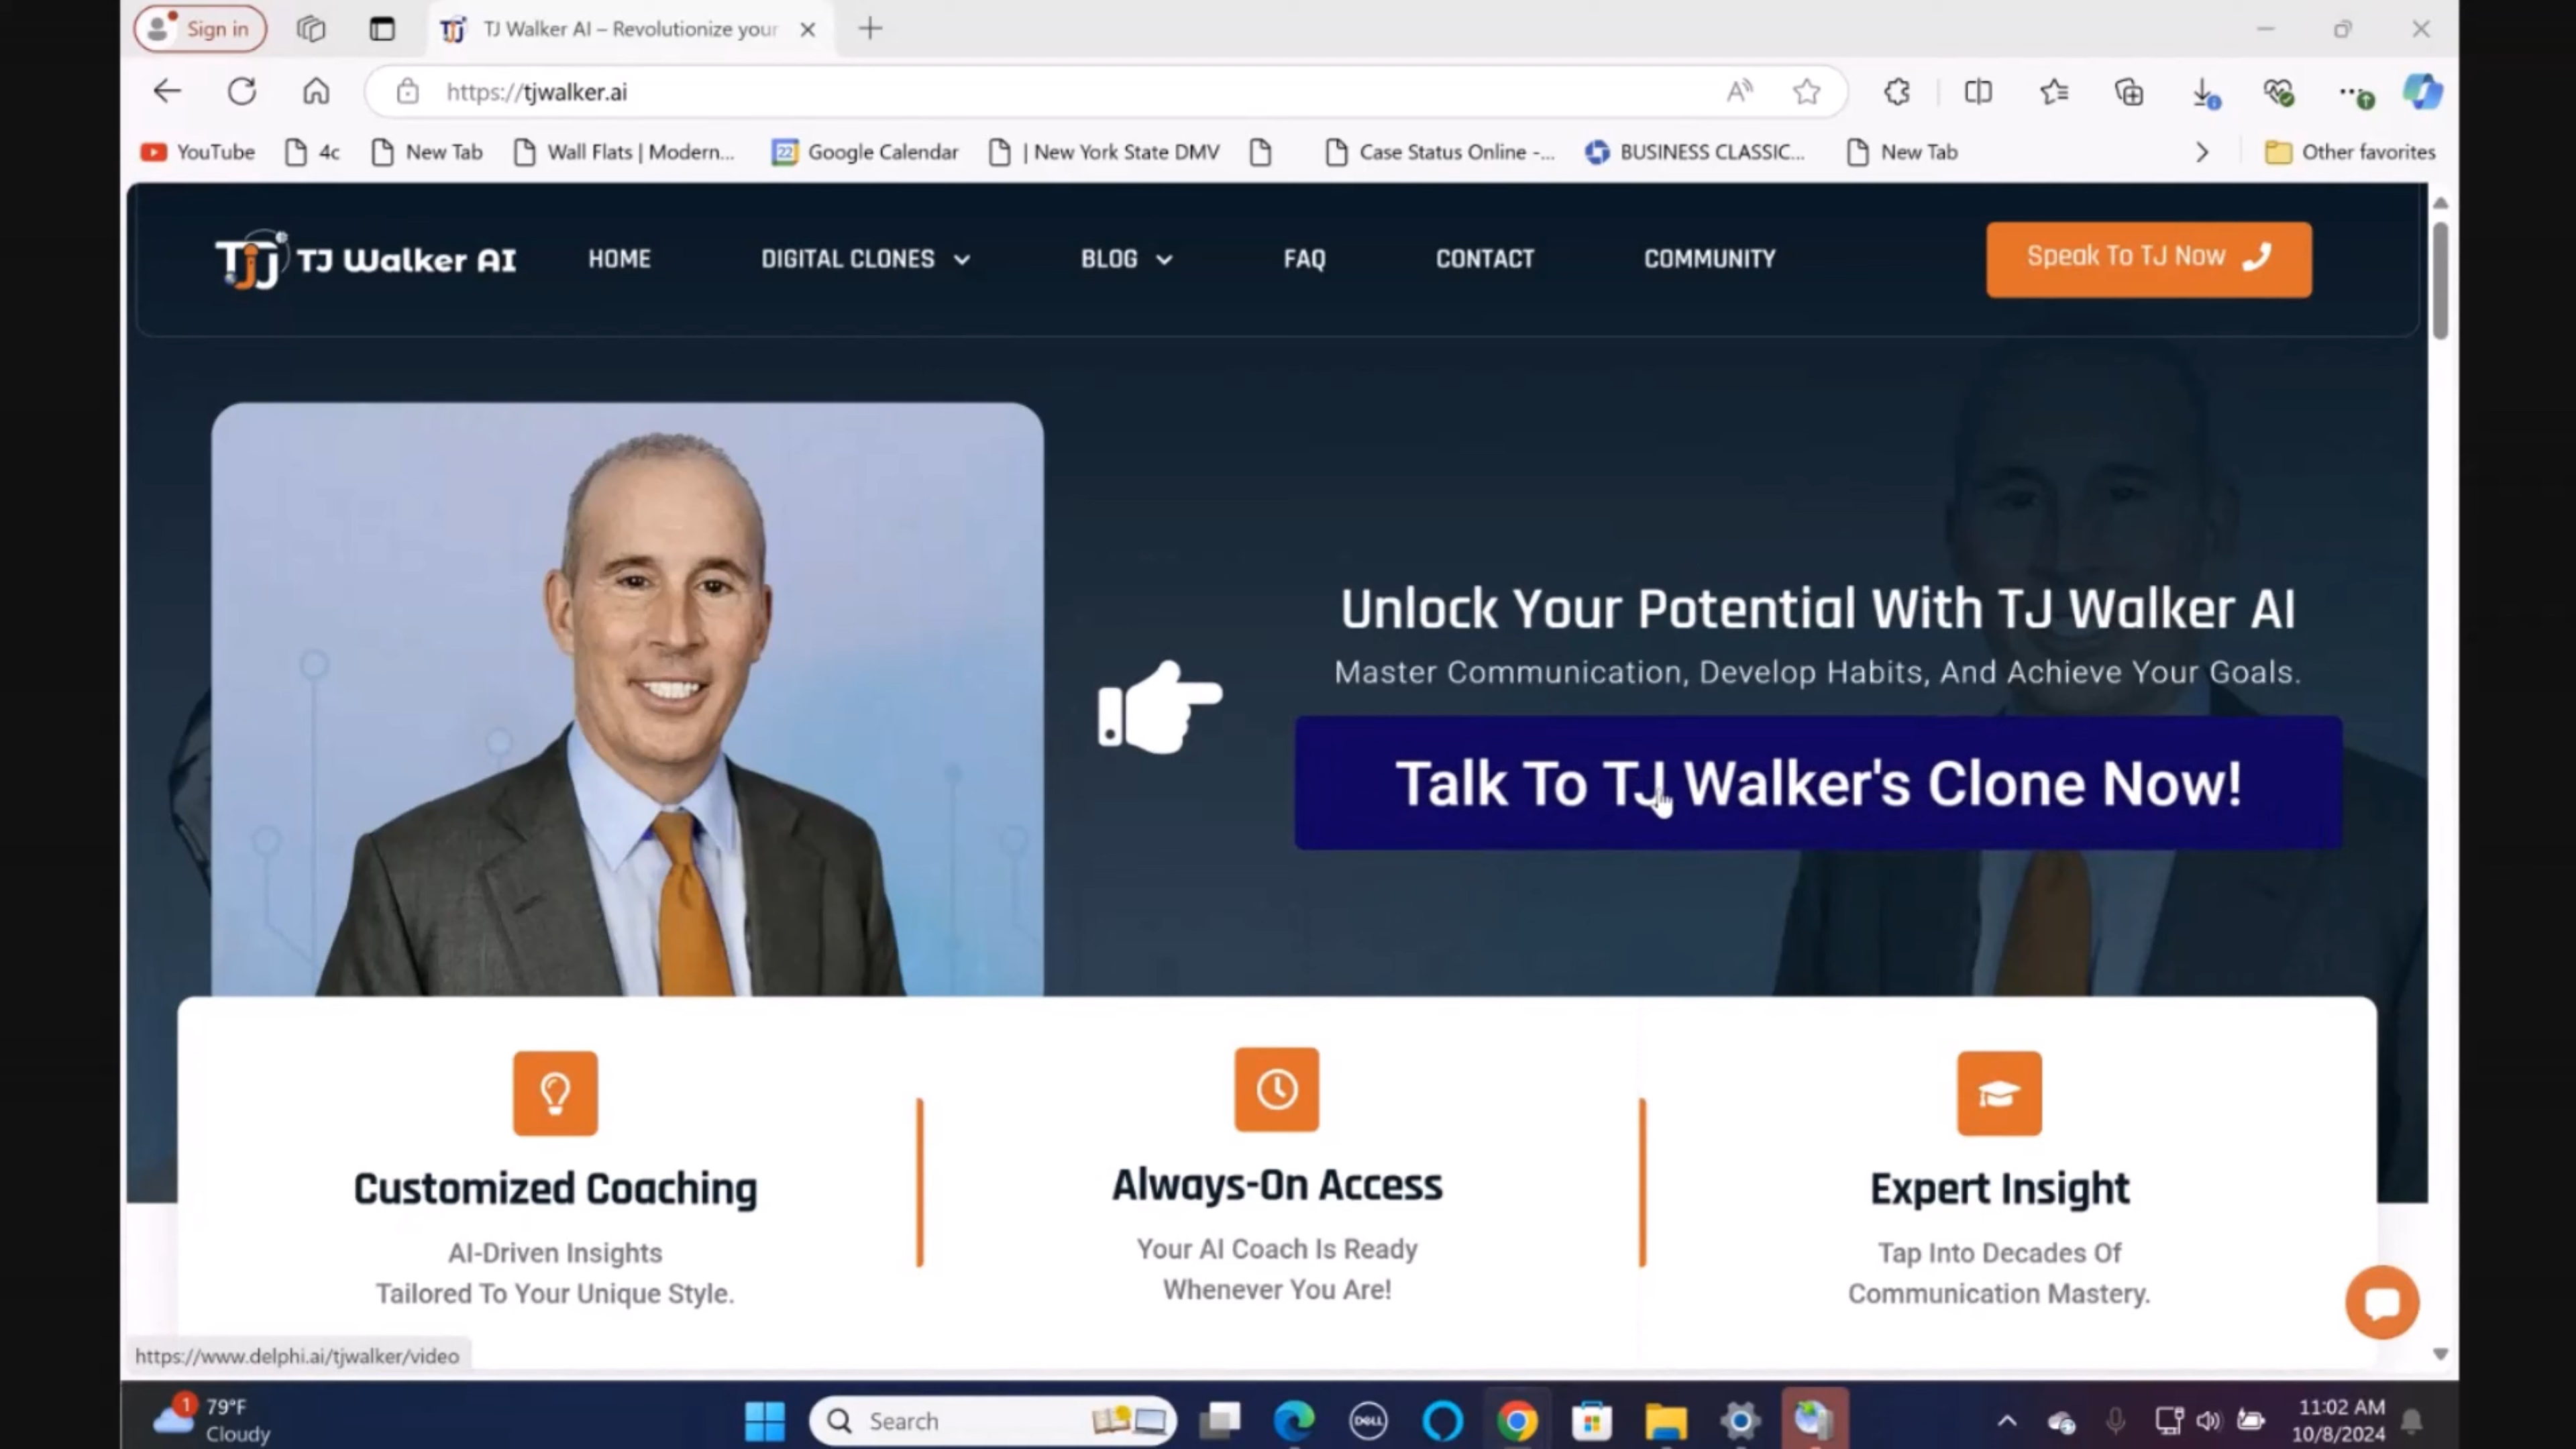 Sign in
TJ Walker AI – Revolutionize your
https://tjwalker.ai
YouTube
4c
New Tab
Wall Flats | Modern...
22
Google Calendar
| New York State DMV
Case Status Online -...
BUSINESS CLASSIC...
New Tab
Other favorites
TJ
TJ Walker AI
HOME
DIGITAL CLONES
BLOG
FAQ
CONTACT
COMMUNITY
Speak To TJ Now
Unlock Your Potential With TJ Walker AI
Master Communication, Develop Habits, And Achieve Your Goals.
Talk To TJ Walker's Clone Now!
Customized Coaching
AI-Driven Insights
Tailored To Your Unique Style.
Always-On Access
Your AI Coach Is Ready
Whenever You Are!
Expert Insight
Tap Into Decades Of
Communication Mastery.
https://www.delphi.ai/tjwalker/video
1
79°F
Cloudy
Search
DELL
11:02 AM
10/8/2024